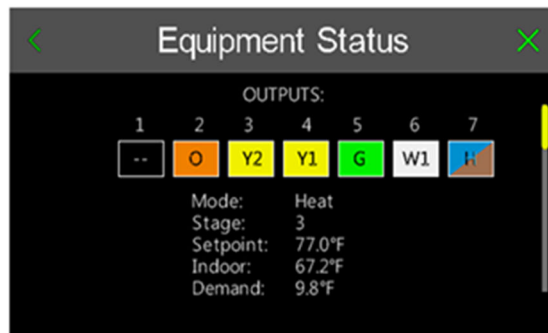 Equipment Status
OUTPUTS:
1 2 3 4 5 6 7
-- O Y2 Y1 G W1 H
Mode: Heat
Stage: 3
Setpoint: 77.0°F
Indoor: 67.2°F
Demand: 9.8°F